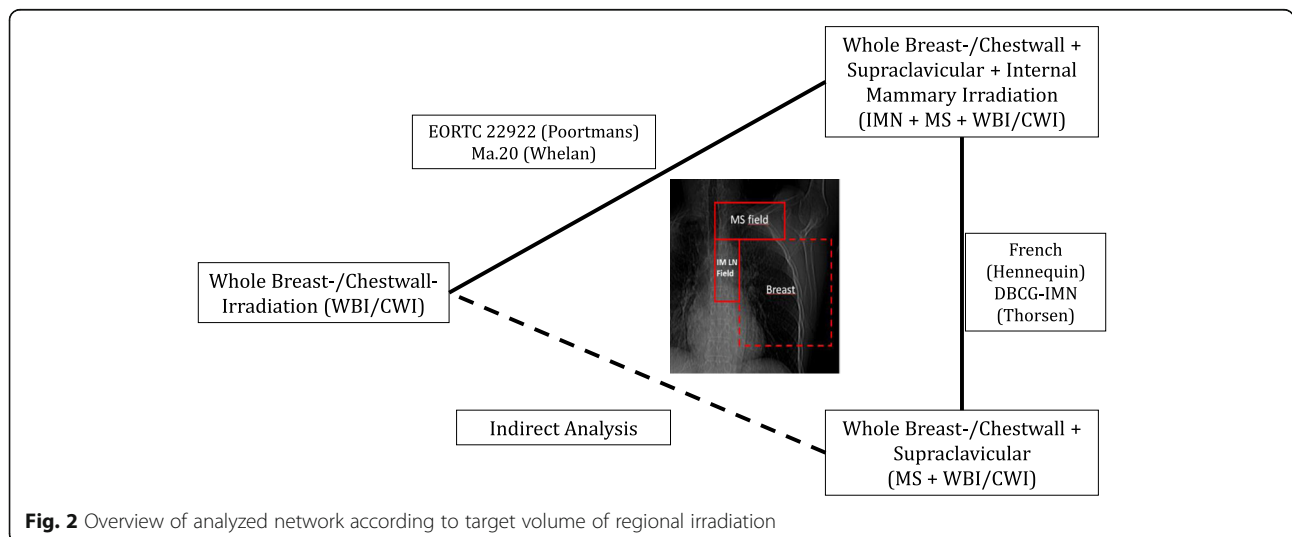 Whole Breast-/Chestwall +
Supraclavicular + Internal
Mammary Irradiation
(IMN + MS + WBI/CWI)
EORTC 22922 (Poortmans)
Ma.20 (Whelan)
MS field
IM LN
Field
Breast
Whole Breast-/Chestwall-
Irradiation (WBI/CWI)
French
(Hennequin)
DBCG-IMN
(Thorsen)
Indirect Analysis
Whole Breast-/Chestwall +
Supraclavicular
(MS + WBI/CWI)
Fig. 2 Overview of analyzed network according to target volume of regional irradiation